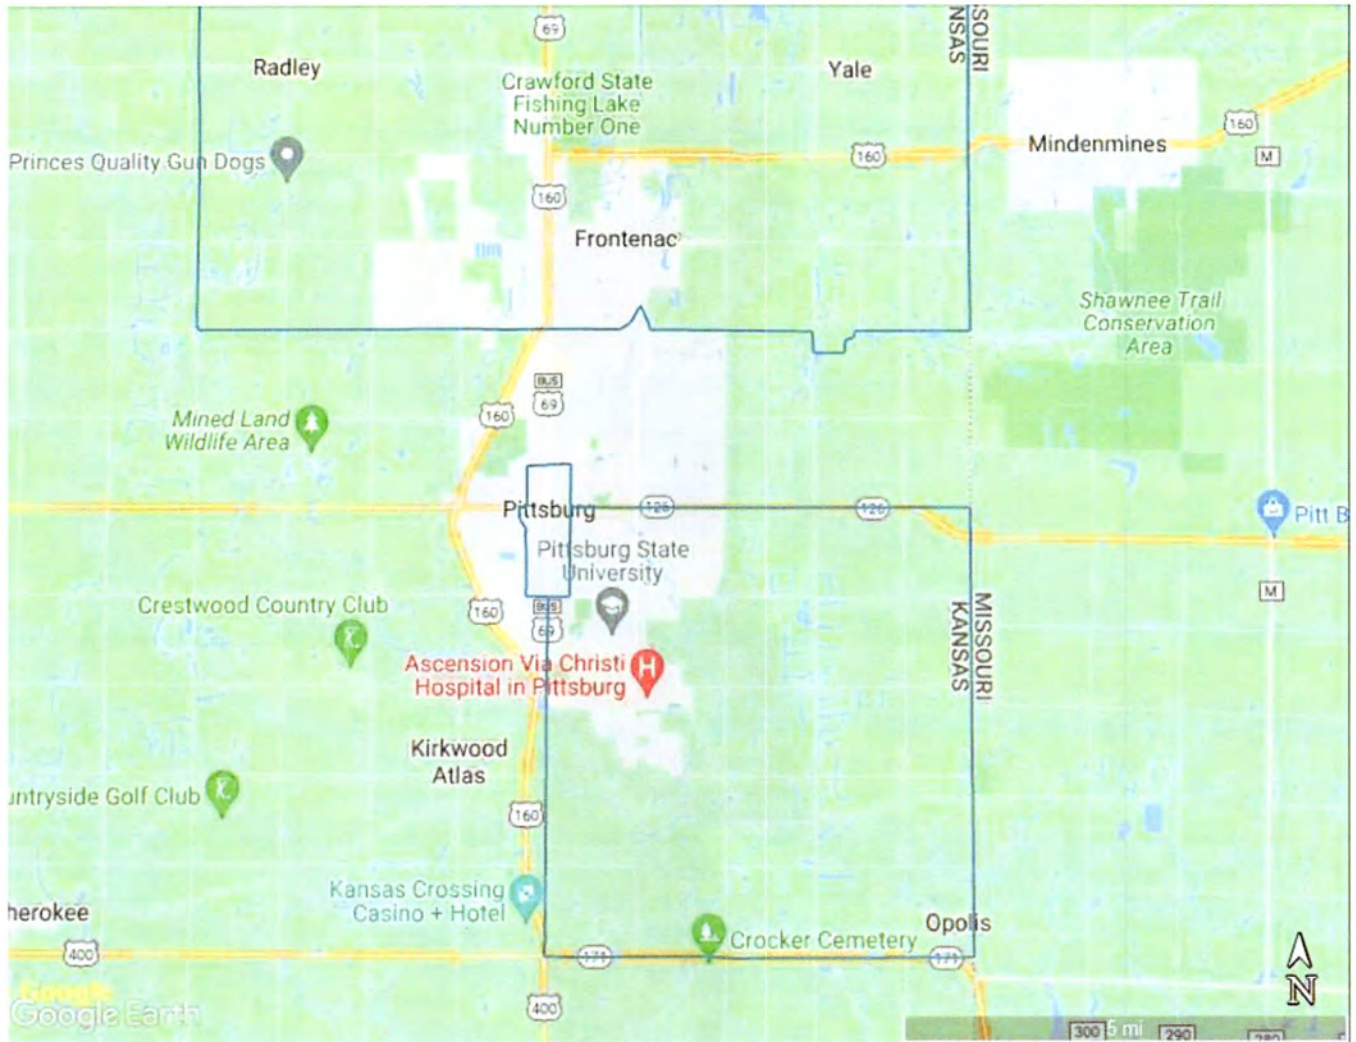 69
MISSOURI
KANSAS
Radley
Crawford State
Fishing Lake
Number One
Yale
160
Princes Quality Gun Dogs
160
Mindenmines
M
160
Frontenac
Shawnee Trail
Conservation
Area
BUS
69
Mined Land
Wildlife Area
160
Pittsburg
126
126
Pitt B
Pittsburg State
University
Crestwood Country Club
160
BUS
69
M
MISSOURI
KANSAS
Ascension Via Christi
Hospital in Pittsburg
H
Kirkwood
Atlas
untryside Golf Club
160
Kansas Crossing
Casino + Hotel
herokee
Opolis
Crocker Cemetery
400
171
171
Google
Google Earth
400
N
300
5 mi
290
280